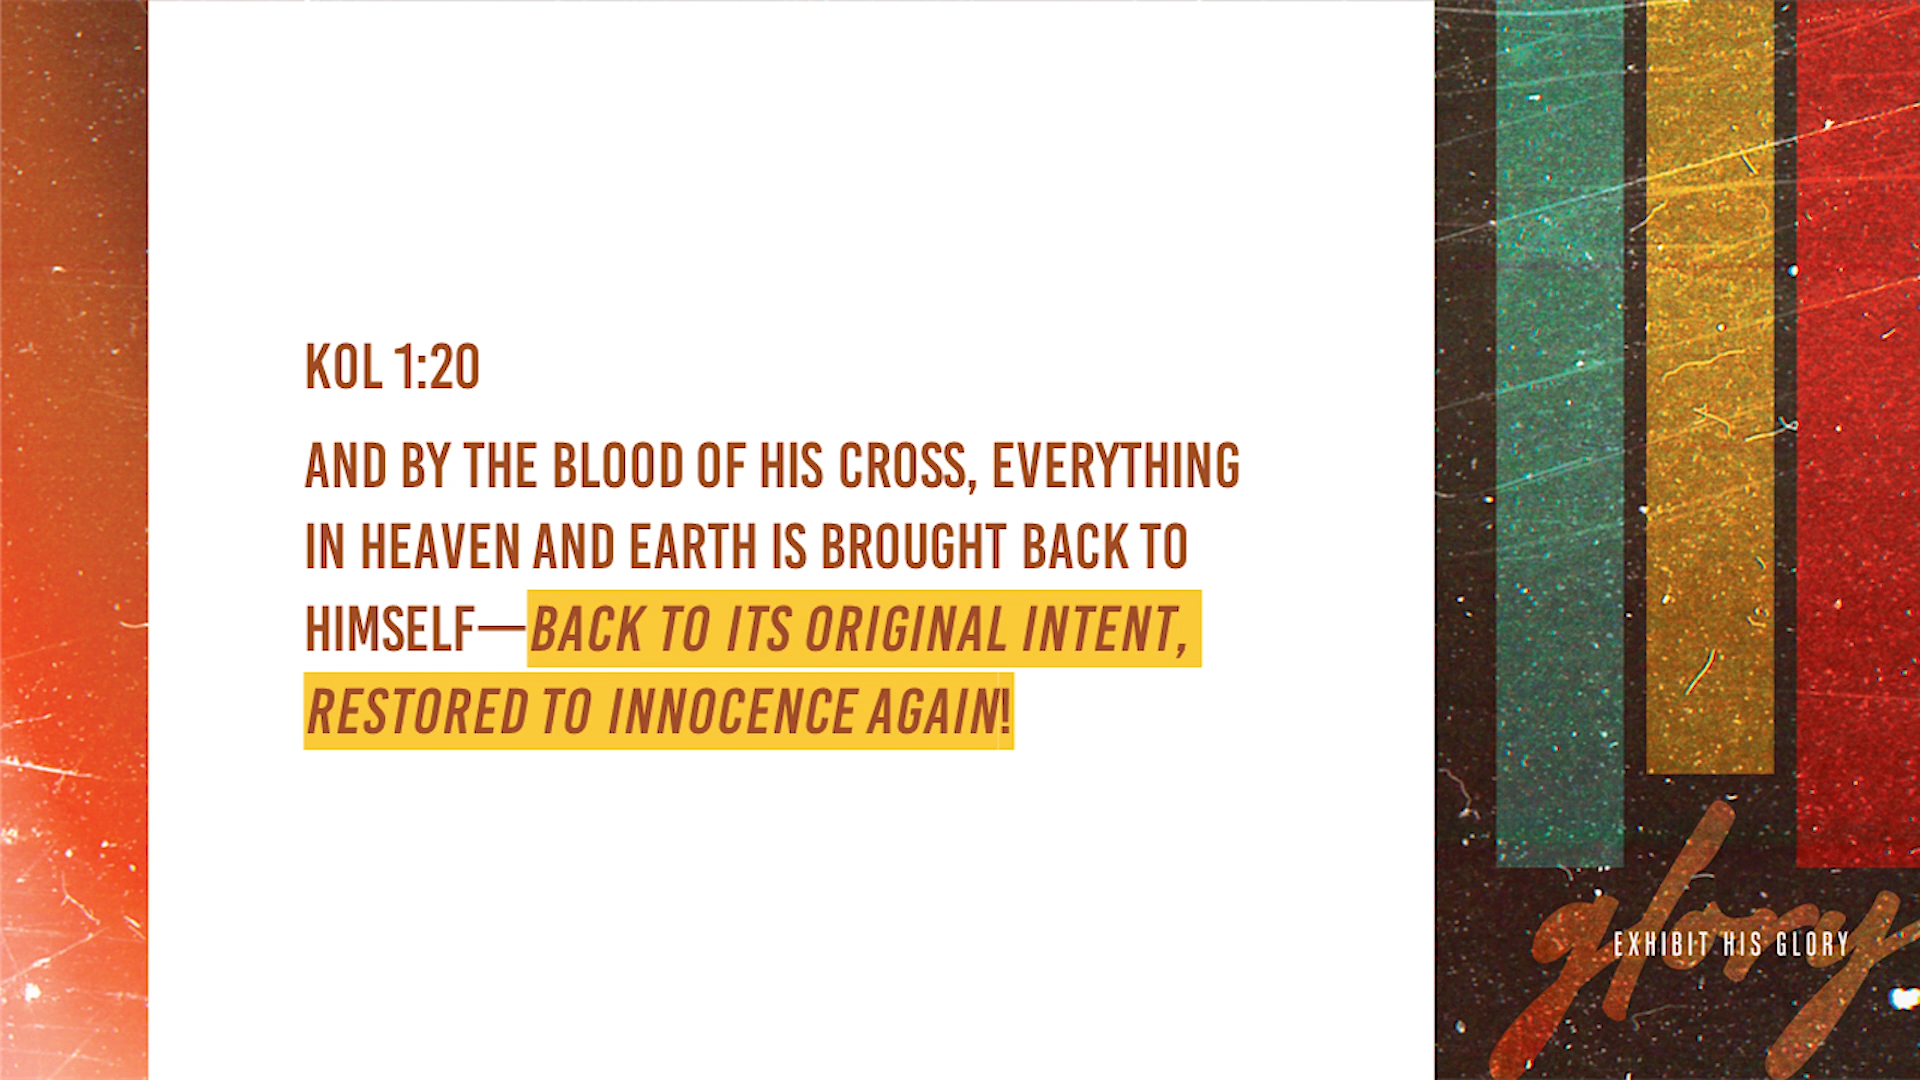 KOL 1:20
AND BY THE BLOOD OF HIS CROSS, EVERYTHING
IN HEAVEN AND EARTH IS BROUGHT BACK TO
HIMSELF—BACK TO ITS ORIGINAL INTENT,
RESTORED TO INNOCENCE AGAIN!
glory
EXHIBIT HIS GLORY